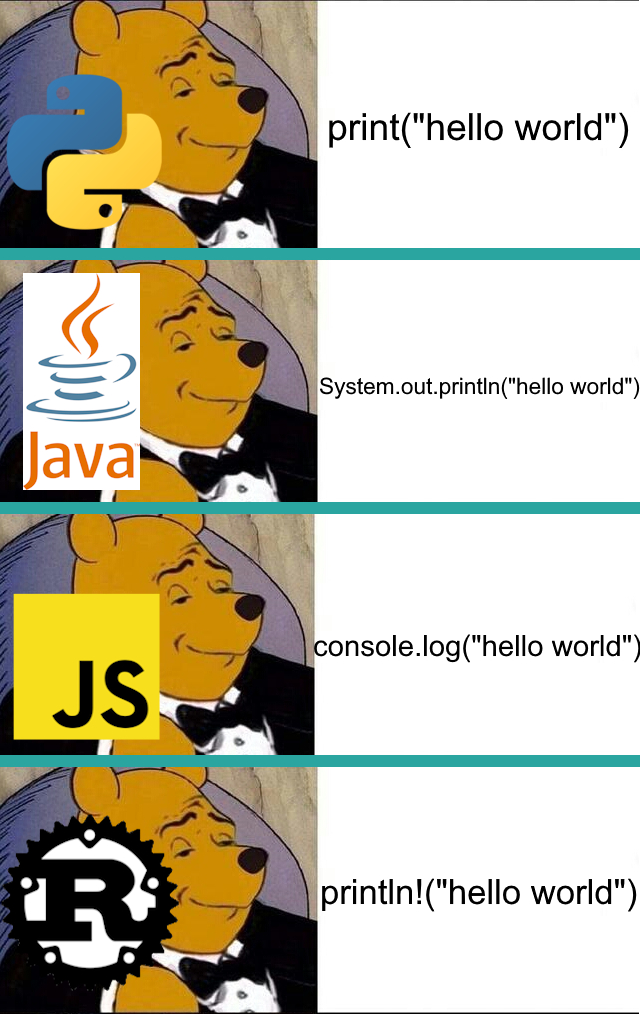 print("hello world")
Java
System.out.println("hello world")
JS
console.log("hello world")
R
println!("hello world")